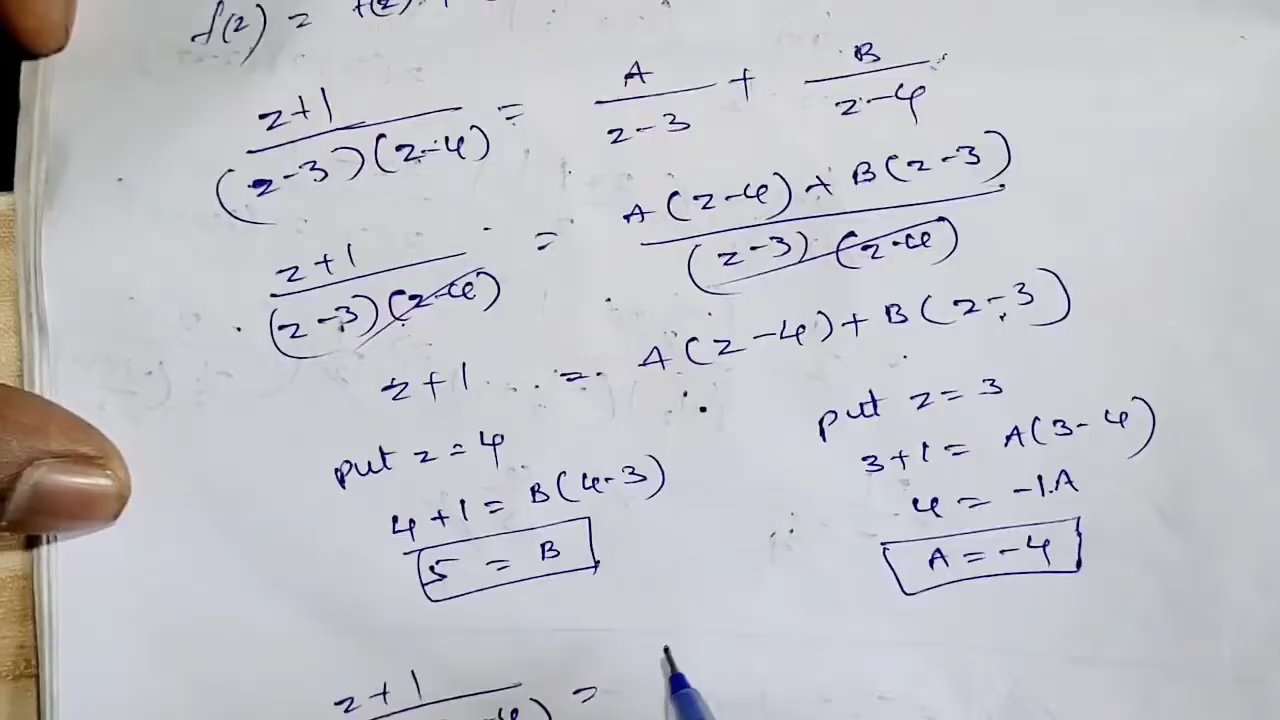 f(z) =
z+1 / (z-3)(z-4) = A / z-3 + B / z-4
z+1 / (z-3)(z-4) = A(z-4) + B(z-3) / (z-3)(z-4)
z+1 = A(z-4) + B(z-3)
put z=4 put z=3
4+1 = B(4-3) 3+1 = A(3-4)
5 = B 4 = -1.A
A = -4
z+1 =